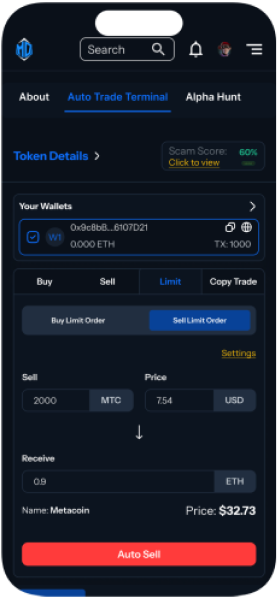 MD
Search
About Auto Trade Terminal Alpha Hunt
Token Details
Scam Score: 60%
Click to view
Your Wallets
W1 0x9c8bB...6107D21
0.000 ETH TX: 1000
Buy Sell Limit Copy Trade
Buy Limit Order Sell Limit Order
Settings
Sell Price
2000 MTC 7.54 USD
Receive
0.9 ETH
Name: Metacoin Price: $32.73
Auto Sell